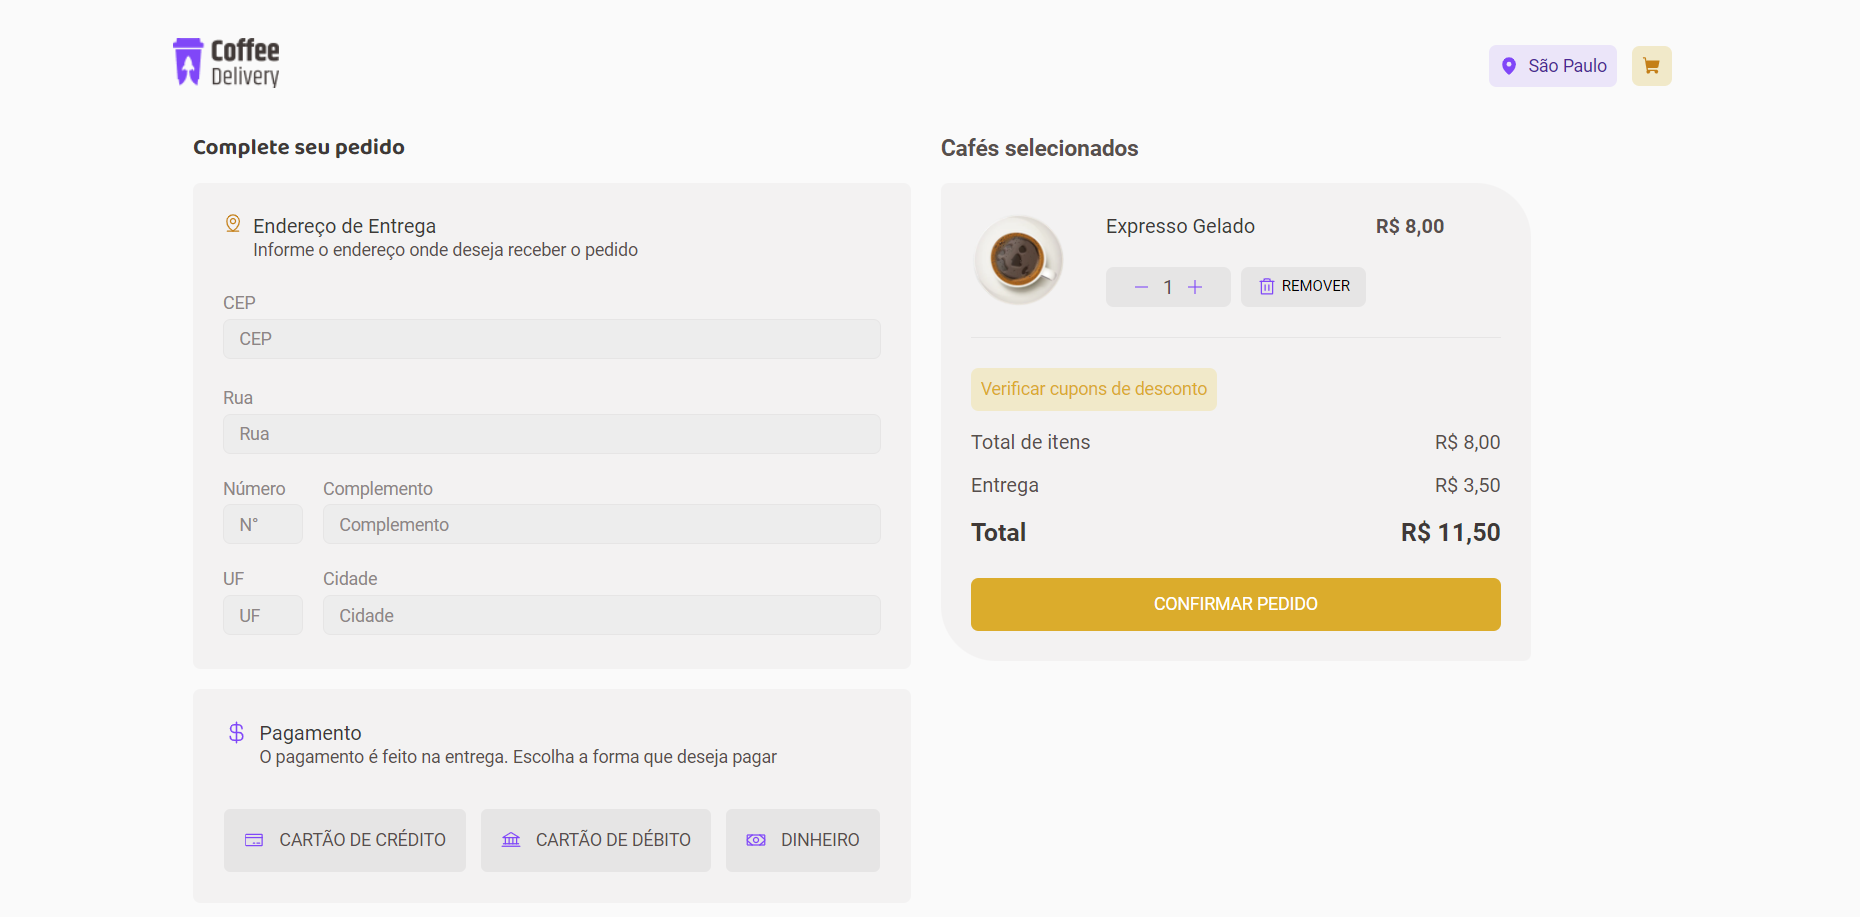 Coffee
Delivery
São Paulo
Complete seu pedido
Endereço de Entrega
Informe o endereço onde deseja receber o pedido
CEP
CEP
Rua
Rua
Número
Complemento
N°
Complemento
UF
Cidade
UF
Cidade
Pagamento
O pagamento é feito na entrega. Escolha a forma que deseja pagar
CARTÃO DE CRÉDITO
CARTÃO DE DÉBITO
DINHEIRO
Cafés selecionados
Expresso Gelado
R$ 8,00
1
REMOVER
Verificar cupons de desconto
Total de itens
R$ 8,00
Entrega
R$ 3,50
Total
R$ 11,50
CONFIRMAR PEDIDO